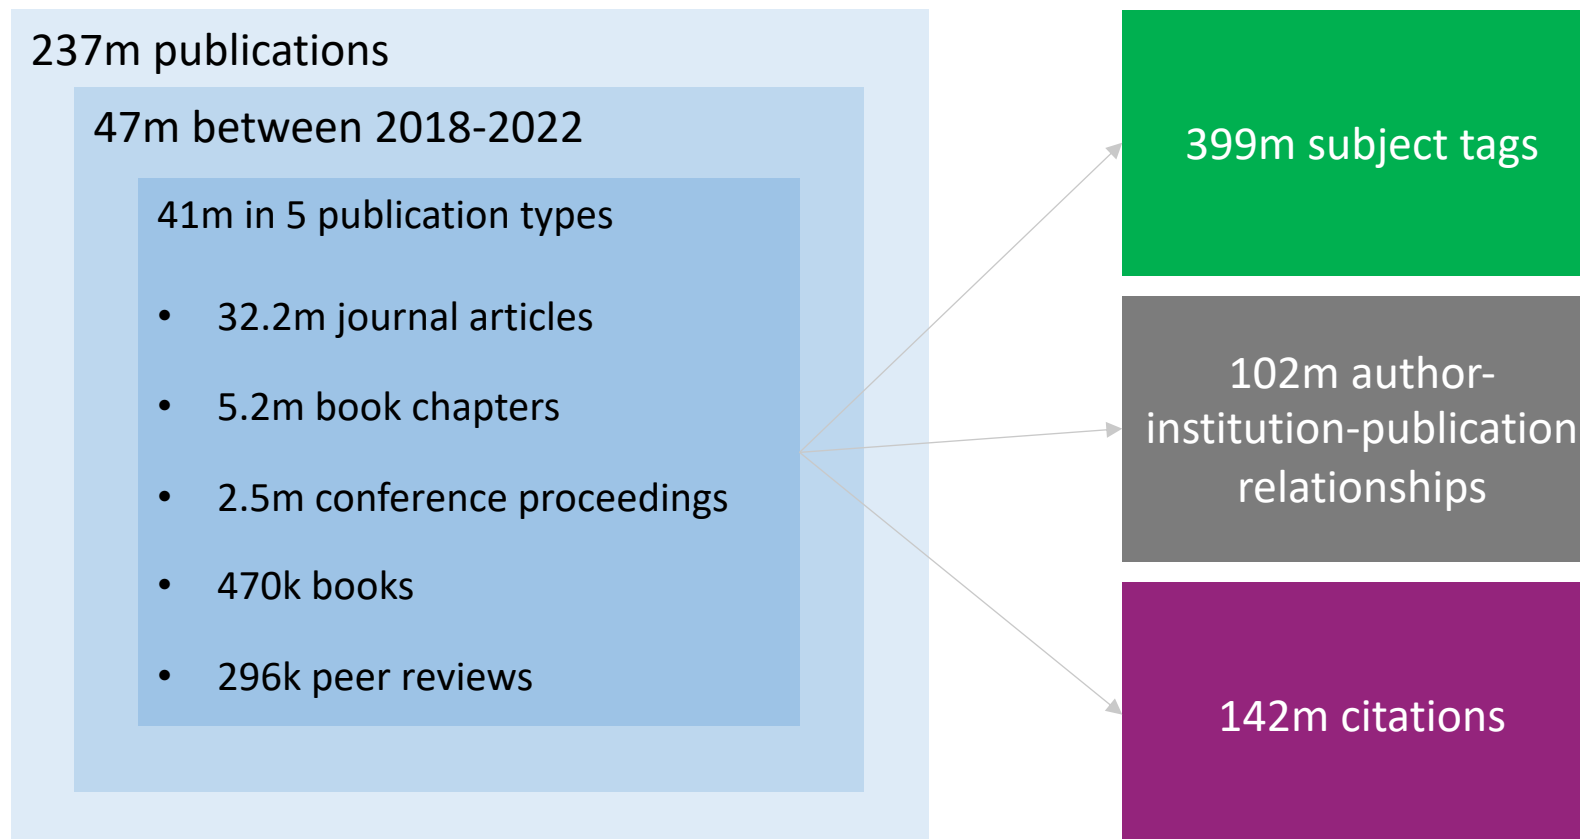 237m publications
47m between 2018-2022
41m in 5 publication types
• 32.2m journal articles
• 5.2m book chapters
• 2.5m conference proceedings
• 470k books
• 296k peer reviews
399m subject tags
102m author-
institution-publication
relationships
142m citations